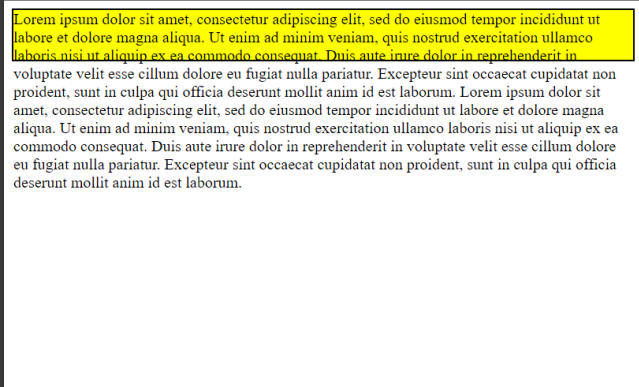 Lorem ipsum dolor sit amet, consectetur adipiscing elit, sed do eiusmod tempor incididunt ut
labore et dolore magna aliqua. Ut enim ad minim veniam, quis nostrud exercitation ullamco
laboris nisi ut aliquip ex ea commodo consequat. Duis aute irure dolor in reprehenderit in
voluptate velit esse cillum dolore eu fugiat nulla pariatur. Excepteur sint occaecat cupidatat non
proident, sunt in culpa qui officia deserunt mollit anim id est laborum. Lorem ipsum dolor sit
amet, consectetur adipiscing elit, sed do eiusmod tempor incididunt ut labore et dolore magna
aliqua. Ut enim ad minim veniam, quis nostrud exercitation ullamco laboris nisi ut aliquip ex ea
commodo consequat. Duis aute irure dolor in reprehenderit in voluptate velit esse cillum dolore
eu fugiat nulla pariatur. Excepteur sint occaecat cupidatat non proident, sunt in culpa qui officia
deserunt mollit anim id est laborum.